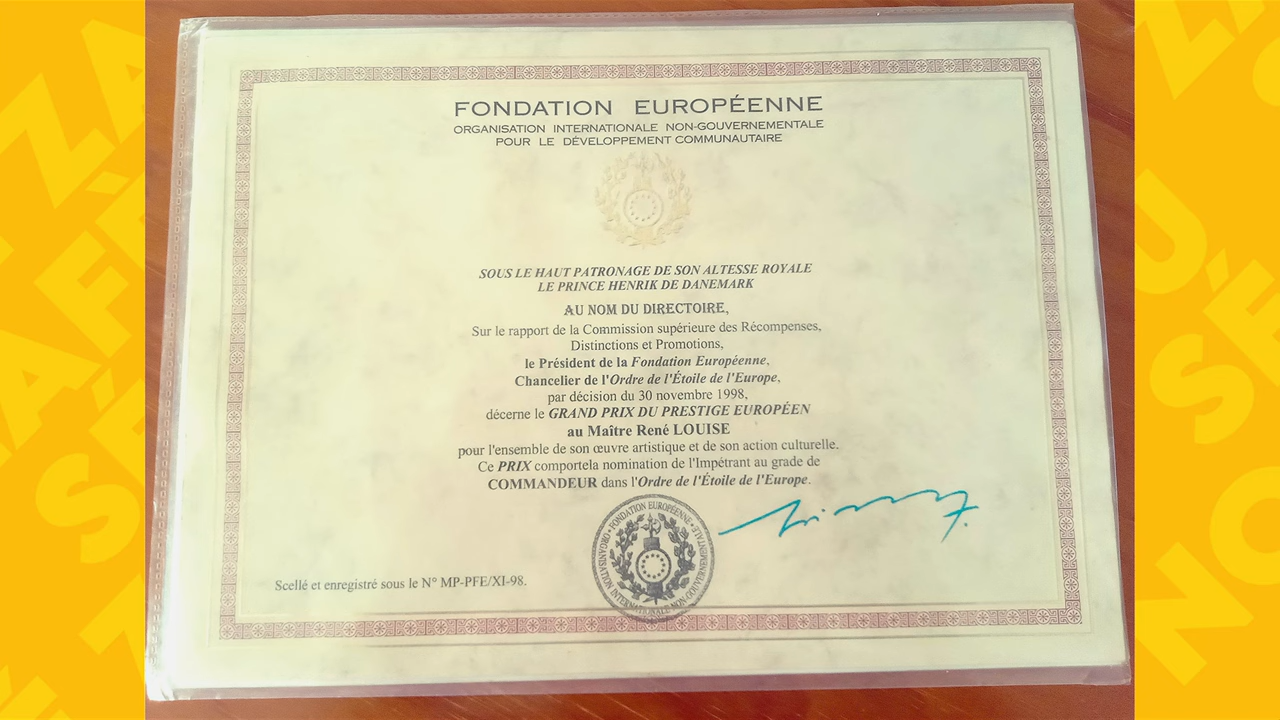 FONDATION EUROPÉENNE
ORGANISATION INTERNATIONALE NON-GOUVERNEMENTALE
POUR LE DÉVELOPPEMENT COMMUNAUTAIRE
SOUS LE HAUT PATRONAGE DE SON ALTESSE ROYALE
LE PRINCE HENRIK DE DANEMARK
AU NOM DU DIRECTOIRE,
Sur le rapport de la Commission supérieure des Récompenses,
Distinctions et Promotions,
le Président de la Fondation Européenne,
Chancelier de l'Ordre de l'Étoile de l'Europe,
par décision du 30 novembre 1998,
décerne le GRAND PRIX DU PRESTIGE EUROPÉEN
au Maître René LOUISE
pour l'ensemble de son œuvre artistique et de son action culturelle.
Ce PRIX comportela nomination de l'Impétrant au grade de
COMMANDEUR dans l'Ordre de l'Étoile de l'Europe.
FONDATION EUROPÉENNE
ORGANISATION INTERNATIONALE NON-GOUVERNEMENTALE
Scellé et enregistré sous le N° MP-PFE/XI-98.